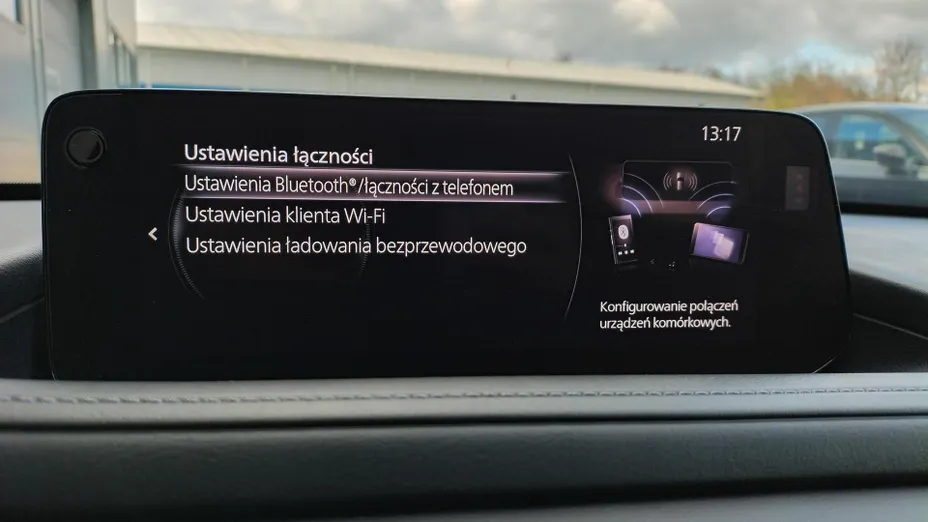 13:17
Ustawienia łączności
Ustawienia Bluetooth®/łączności z telefonem
Ustawienia klienta Wi-Fi
Ustawienia ładowania bezprzewodowego
Konfigurowanie połączeń
urządzeń komórkowych.